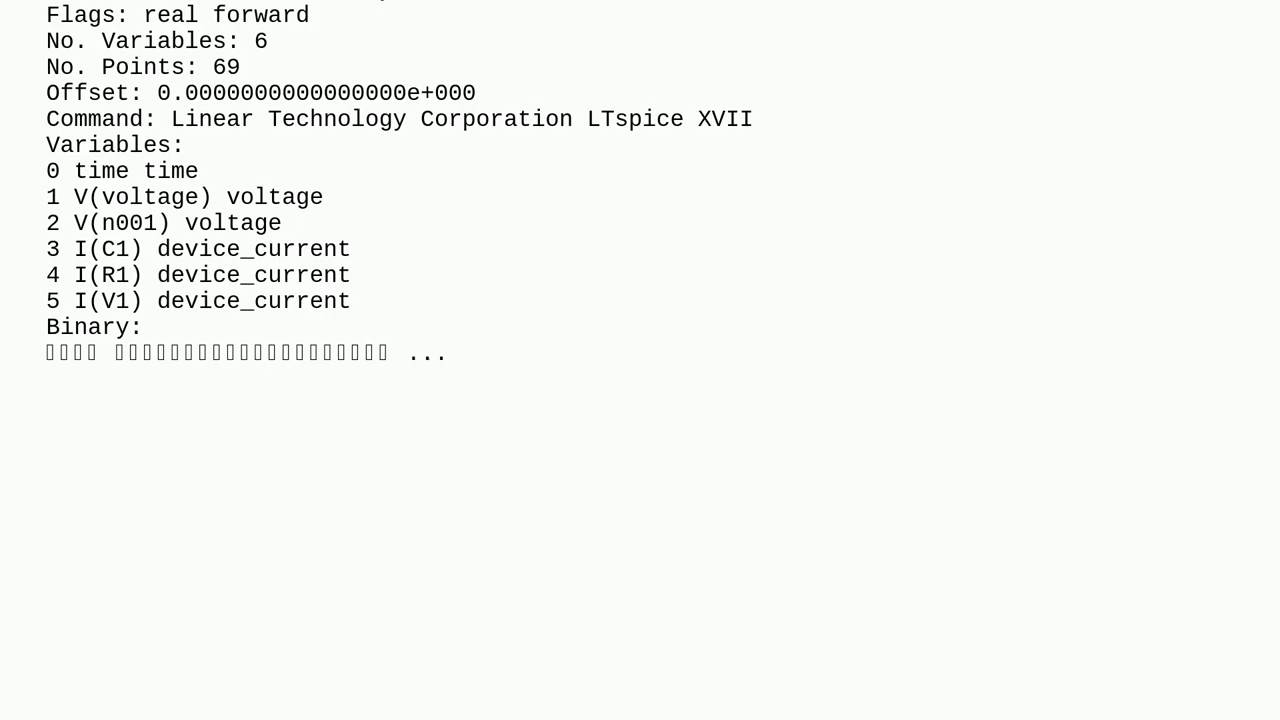 Flags: real forward
No. Variables: 6
No. Points: 69
Offset: 0.0000000000000000e+000
Command: Linear Technology Corporation LTspice XVII
Variables:
0 time time
1 V(voltage) voltage
2 V(n001) voltage
3 I(C1) device_current
4 I(R1) device_current
5 I(V1) device_current
Binary:
...